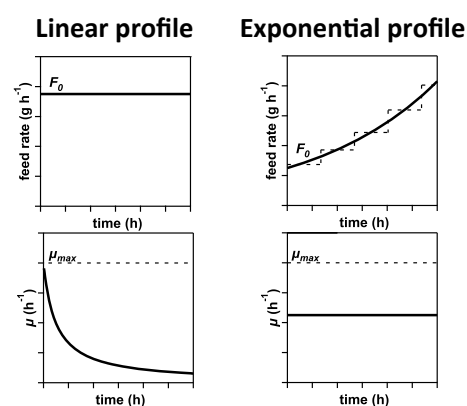 Linear profile
Exponential profile
F0
feed rate (g h-1)
time (h)
F0
feed rate (g h-1)
time (h)
μmax
μ (h-1)
time (h)
μmax
μ (h-1)
time (h)